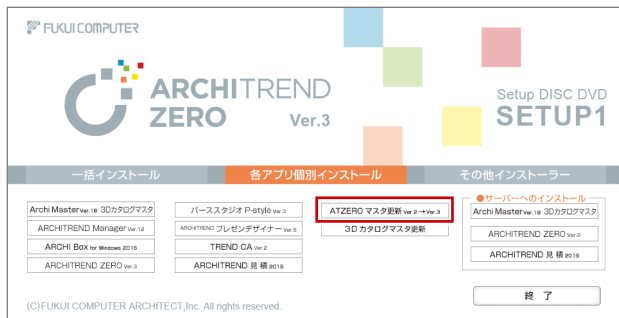 FUKUI COMPUTER
ARCHITREND
ZERO Ver.3
Setup DISC DVD
SETUP1
一括インストール
各アプリ個別インストール
その他インストーラー
Archi Master Ver.18 3Dカタログマスタ
ARCHITREND Manager Ver.12
ARCHI Box for Windows 2015
ARCHITREND ZERO Ver.3
パーススタジオ P-style Ver.3
ARCHITREND プレゼンデザイナー Ver.5
TREND CA Ver.2
ARCHITREND 見積 2015
ATZERO マスタ更新 Ver.2→Ver.3
3D カタログマスタ更新
●サーバーへのインストール
Archi Master Ver.18 3Dカタログマスタ
ARCHITREND ZERO Ver.3
ARCHITREND 見積 2015
終 了
(C)FUKUI COMPUTER ARCHITECT,Inc. All rights reserved.